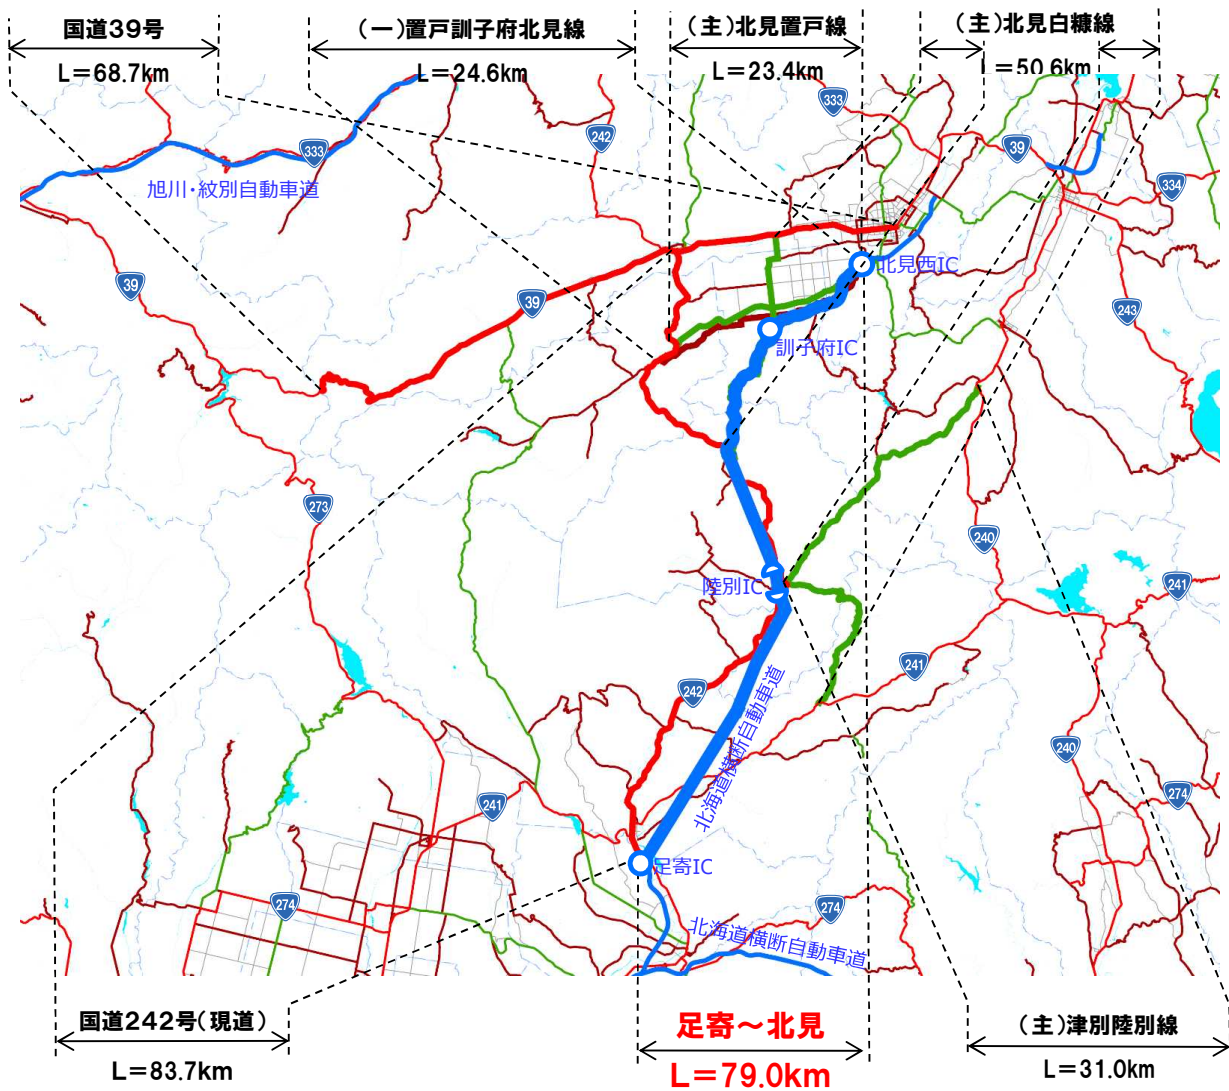 国道39号
(一)置戸訓子府北見線
(主)北見置戸線
(主)北見白糠線
L=68.7km
L=24.6km
L=23.4km
L=50.6km
333
242
333
39
334
旭川・紋別自動車道
北見西IC
39
39
243
訓子府IC
273
240
陸別IC
241
241
242
北海道横断自動車道
240
274
241
足寄IC
274
274
北海道横断自動車道
国道242号(現道)
足寄～北見
(主)津別陸別線
L=83.7km
L=79.0km
L=31.0km